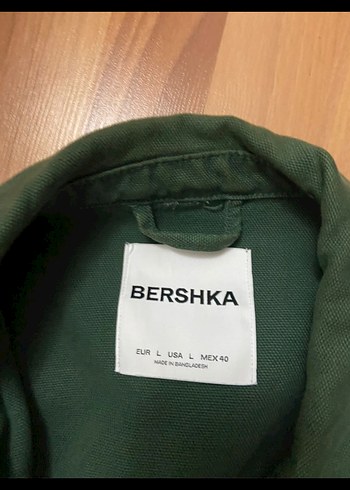 BERSHKA
EUR L USA L MEX 40
MADE IN BANGLADESH